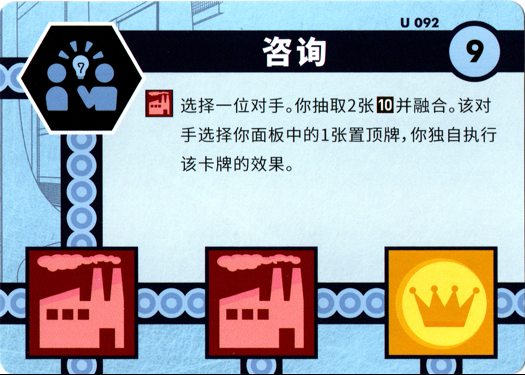 U 092
咨询
9
?
选择一位对手。你抽取2张10并融合。该对
手选择你面板中的1张置顶牌，你独自执行
该卡牌的效果。